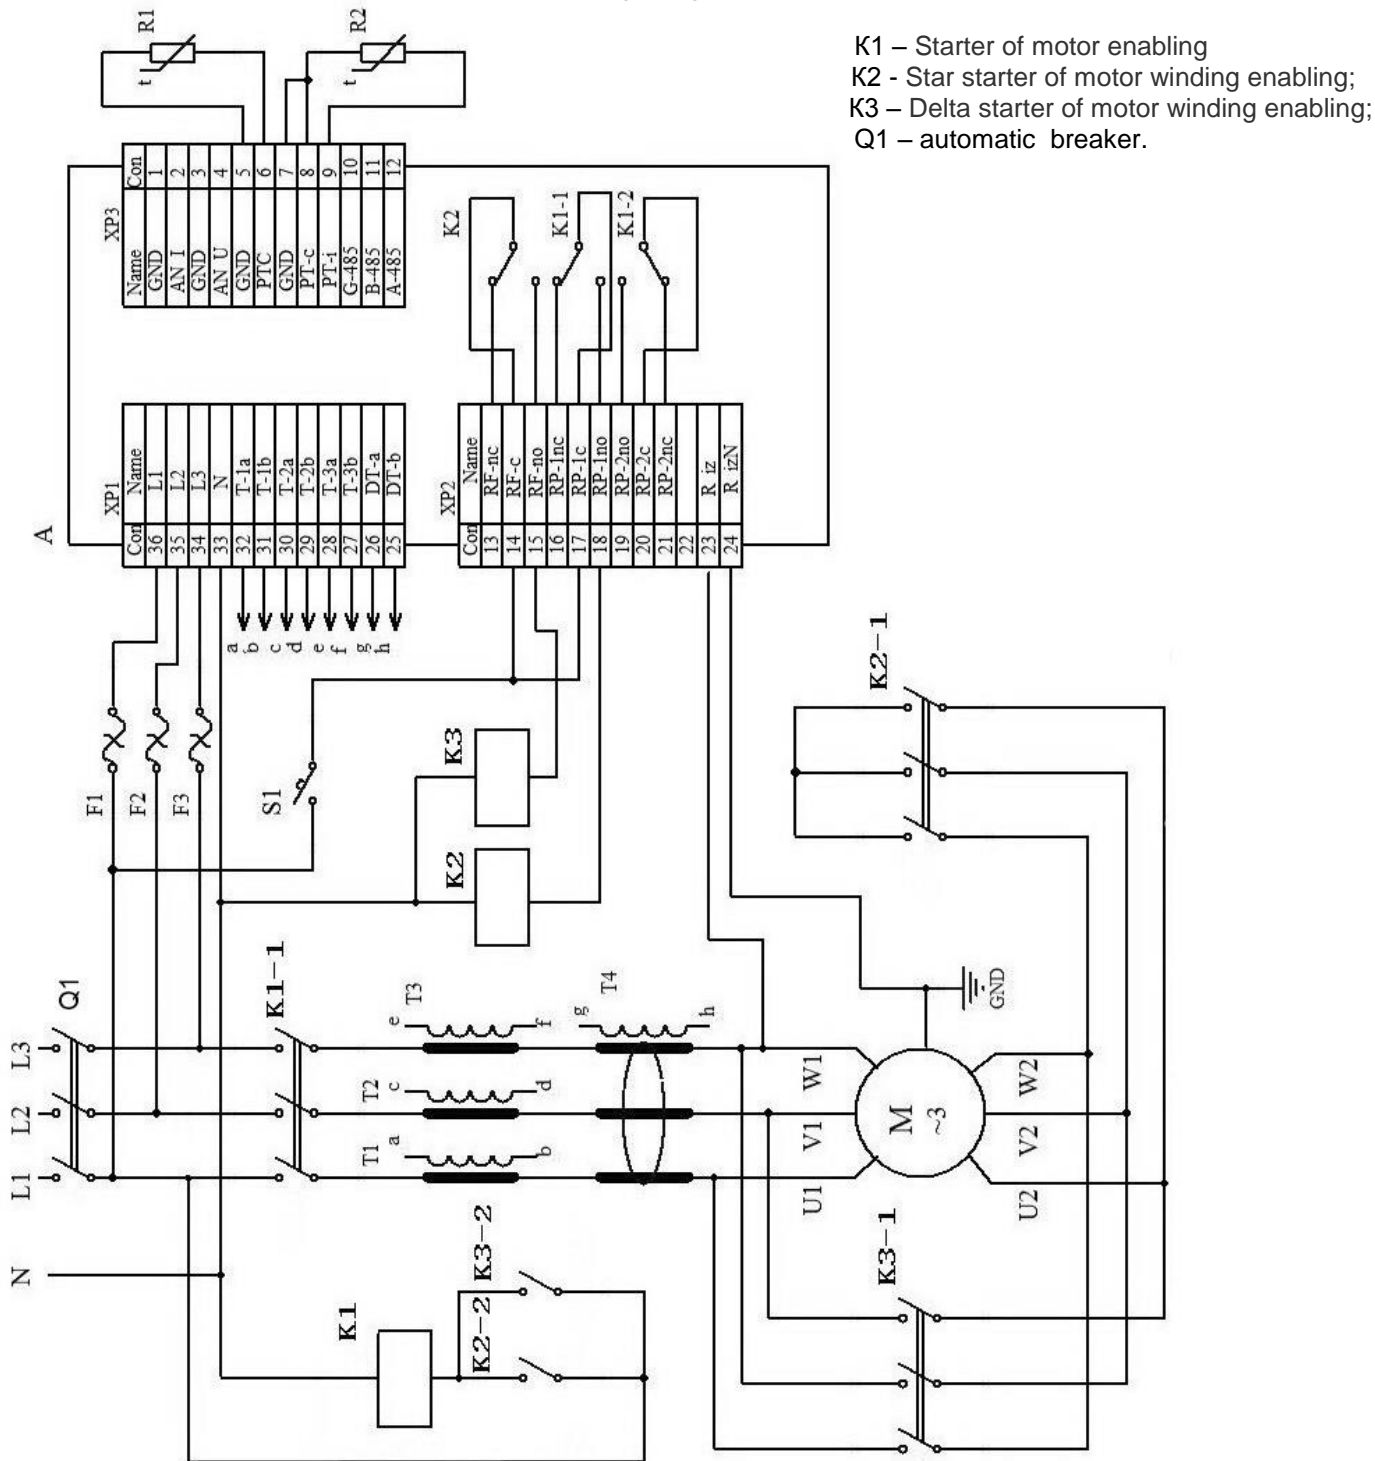 K1 – Starter of motor enabling
K2 - Star starter of motor winding enabling;
K3 – Delta starter of motor winding enabling;
Q1 – automatic breaker.
R1
t
R2
t
A
XP3
Con Name
1 GND
2 AN I
3 GND
4 AN U
5 GND
6 PTC
7 GND
8 PT-c
9 PT-i
10 G-485
11 B-485
12 A-485
K2
K1-1
K1-2
XP1
Con Name
36 L1
35 L2
34 L3
33 N
32 T-1a
31 T-1b
30 T-2a
29 T-2b
28 T-3a
27 T-3b
26 DT-a
25 DT-b
XP2
Con Name
13 RF-nc
14 RF-c
15 RF-no
16 RP-1nc
17 RP-1c
18 RP-1no
19 RP-2no
20 RP-2c
21 RP-2nc
22
23 R iz
24 R izN
a
b
c
d
e
f
g
h
F1
F2
F3
S1
K3
K2
K2-1
L3
L2
L1
N
Q1
K1-1
T3
e
f
T2
c
d
T1
a
b
T4
g
h
GND
W1
V1
U1
M
~3
W2
V2
U2
K1
K3-2
K2-2
K3-1